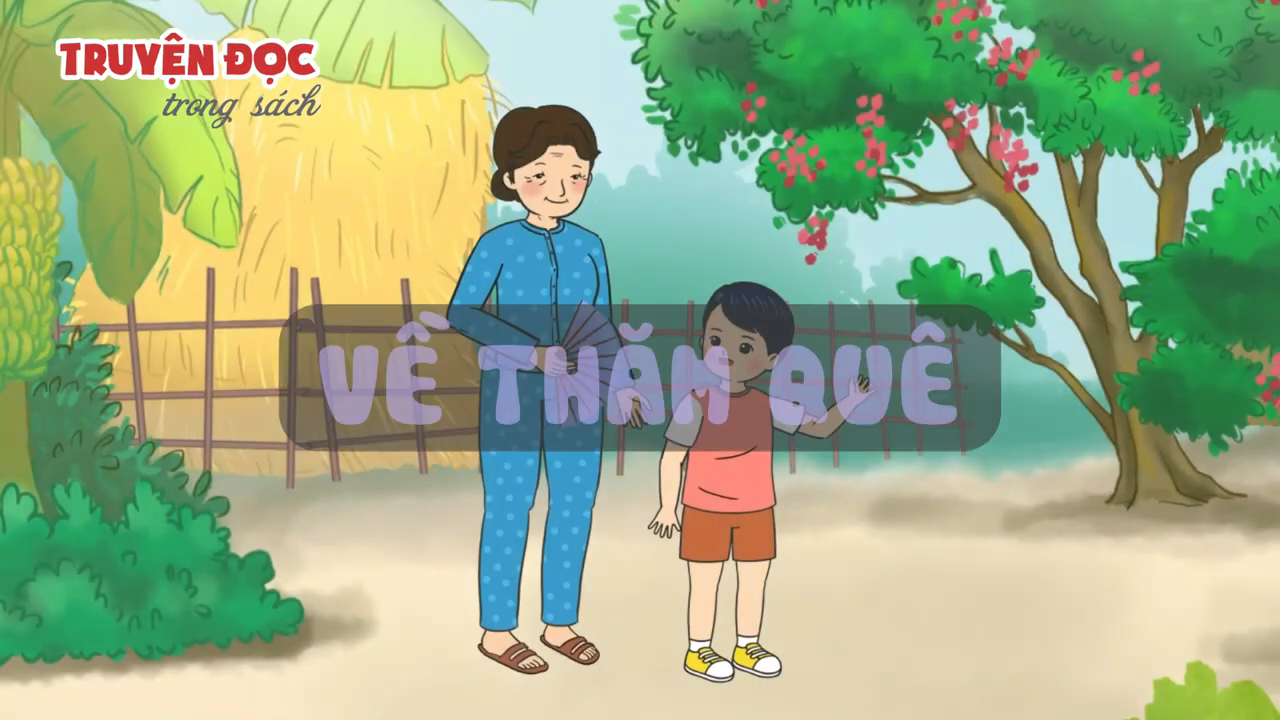 TRUYỆN ĐỌC
trong sách
VỀ THĂM QUÊ